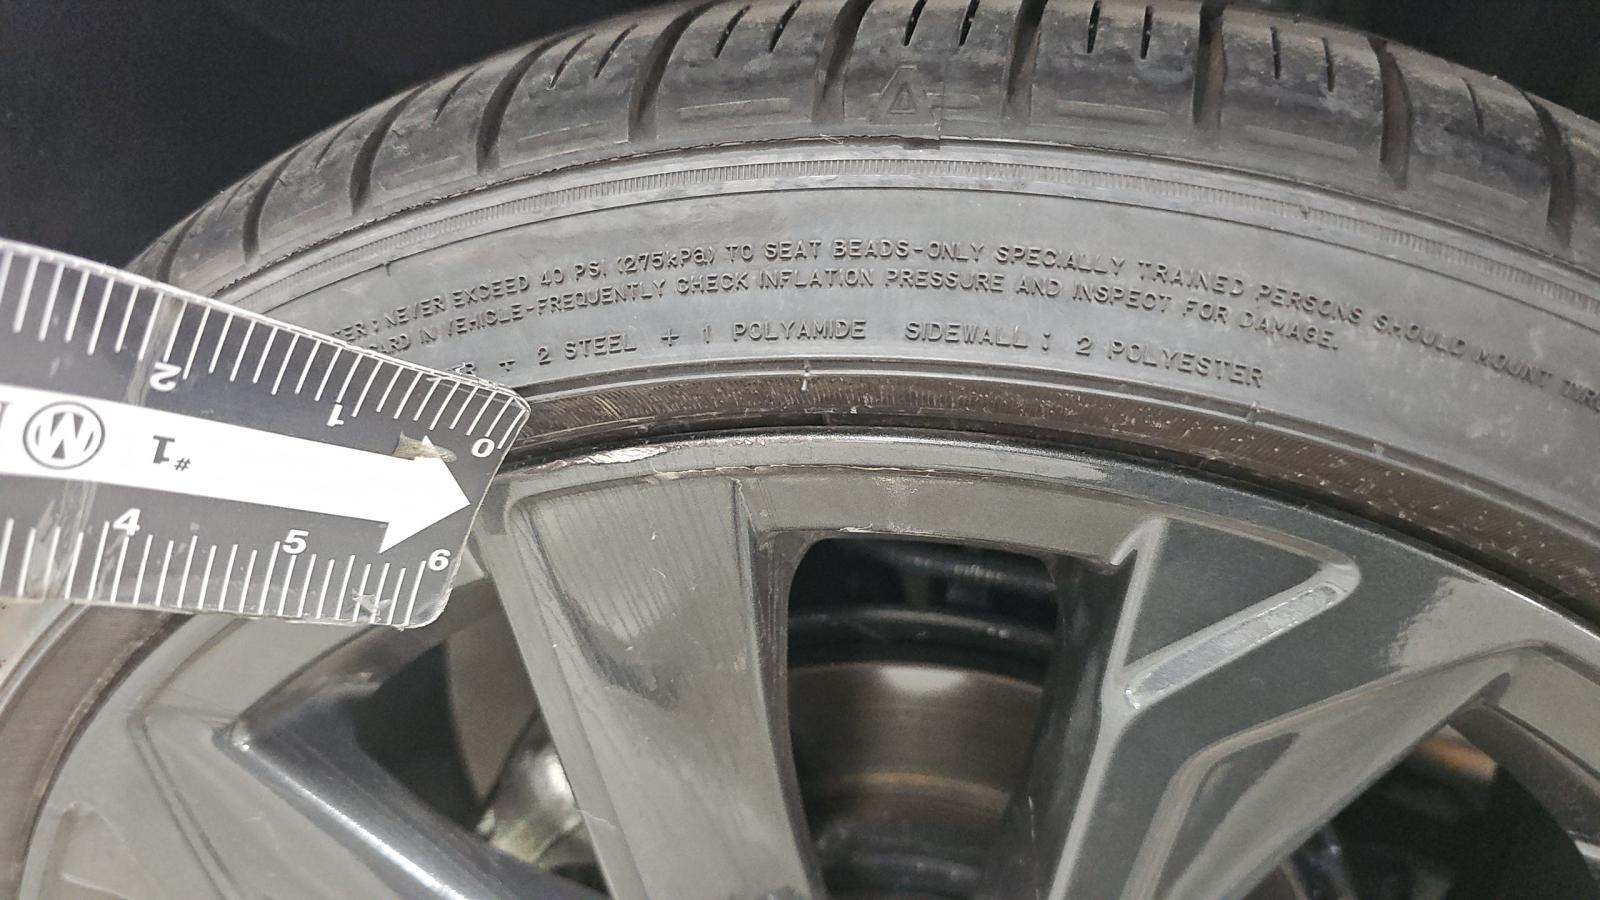 NEVER EXCEED 40 PSI (275kPa) TO SEAT BEADS-ONLY SPECIALLY TRAINED PERSONS SHOULD MOUNT
IN VEHICLE-FREQUENTLY CHECK INFLATION PRESSURE AND INSPECT FOR DAMAGE.
+ 2 STEEL + 1 POLYAMIDE SIDEWALL : 2 POLYESTER
A
2 1 0
#1
4 5 6